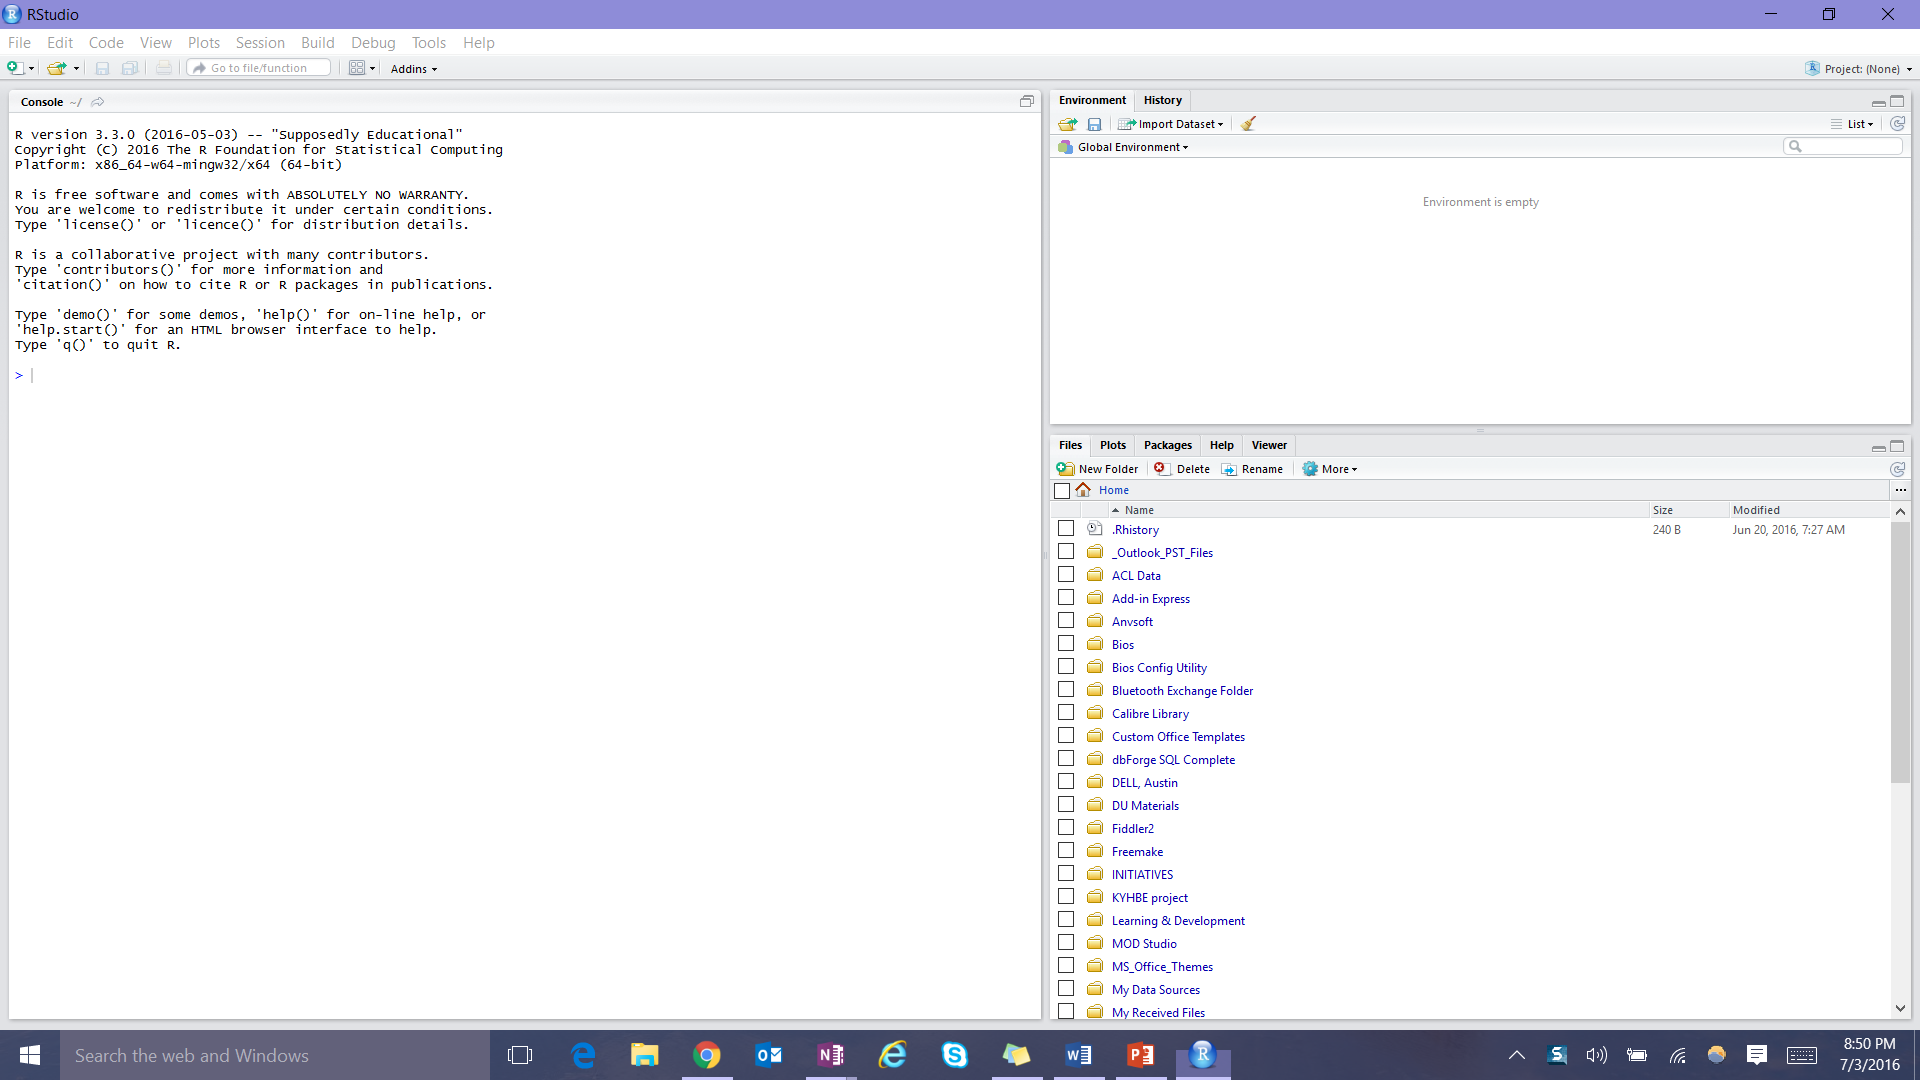 RStudio
File Edit Code View Plots Session Build Debug Tools Help
Go to file/function Addins Project: (None)
Console ~/
R version 3.3.0 (2016-05-03) -- "Supposedly Educational"
Copyright (C) 2016 The R Foundation for Statistical Computing
Platform: x86_64-w64-mingw32/x64 (64-bit)
R is free software and comes with ABSOLUTELY NO WARRANTY.
You are welcome to redistribute it under certain conditions.
Type 'license()' or 'licence()' for distribution details.
R is a collaborative project with many contributors.
Type 'contributors()' for more information and
'citation()' on how to cite R or R packages in publications.
Type 'demo()' for some demos, 'help()' for on-line help, or
'help.start()' for an HTML browser interface to help.
Type 'q()' to quit R.
>
Environment History
Import Dataset List
Global Environment
Environment is empty
Files Plots Packages Help Viewer
New Folder Delete Rename More
Home ...
Name Size Modified
.Rhistory 240 B Jun 20, 2016, 7:27 AM
_Outlook_PST_Files
ACL Data
Add-in Express
Anvsoft
Bios
Bios Config Utility
Bluetooth Exchange Folder
Calibre Library
Custom Office Templates
dbForge SQL Complete
DELL, Austin
DU Materials
Fiddler2
Freemake
INITIATIVES
KYHBE project
Learning & Development
MOD Studio
MS_Office_Themes
My Data Sources
My Received Files
Search the web and Windows
8:50 PM
7/3/2016